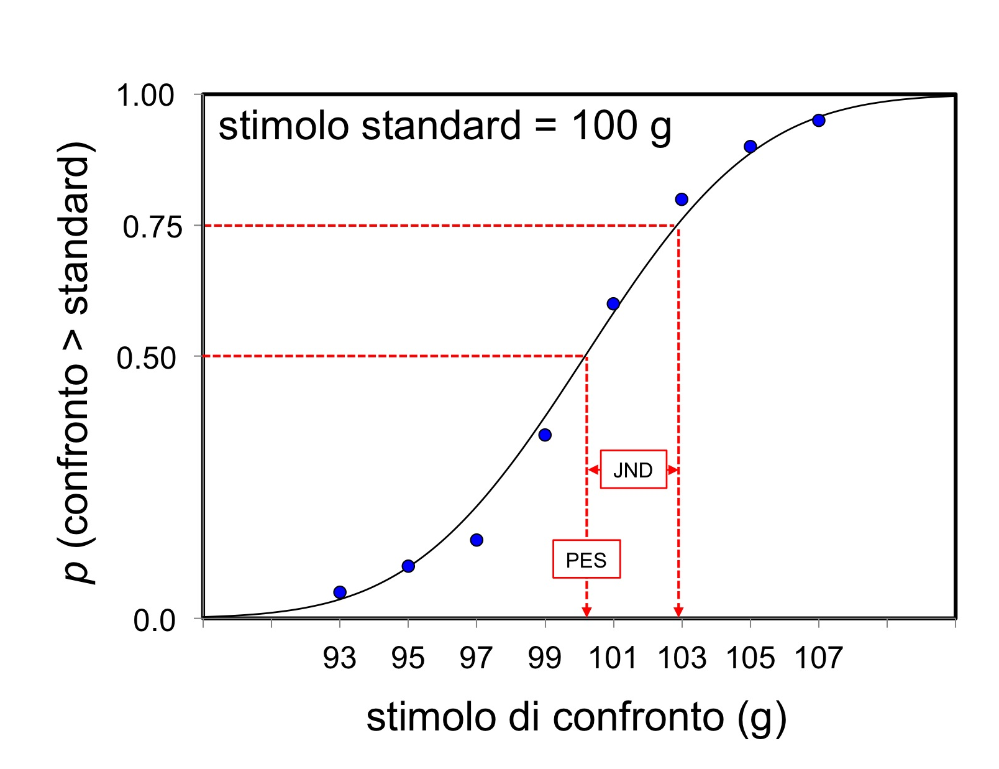 1.00
stimolo standard = 100 g
p (confronto > standard)
0.75
0.50
JND
PES
0.0
93 95 97 99 101 103 105 107
stimolo di confronto (g)